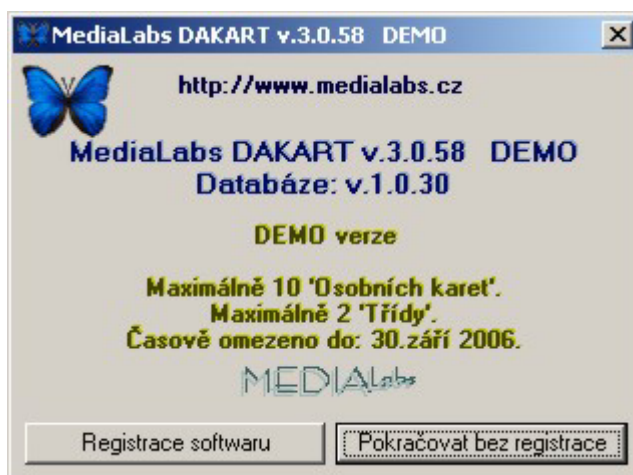 MediaLabs DAKART v.3.0.58 DEMO
http://www.medialabs.cz
MediaLabs DAKART v.3.0.58 DEMO
Databáze: v.1.0.30
DEMO verze
Maximálně 10 'Osobních karet'.
Maximálně 2 'Třídy'.
Časově omezeno do: 30.září 2006.
MEDIALabs
Registrace softwaru
Pokračovat bez registrace